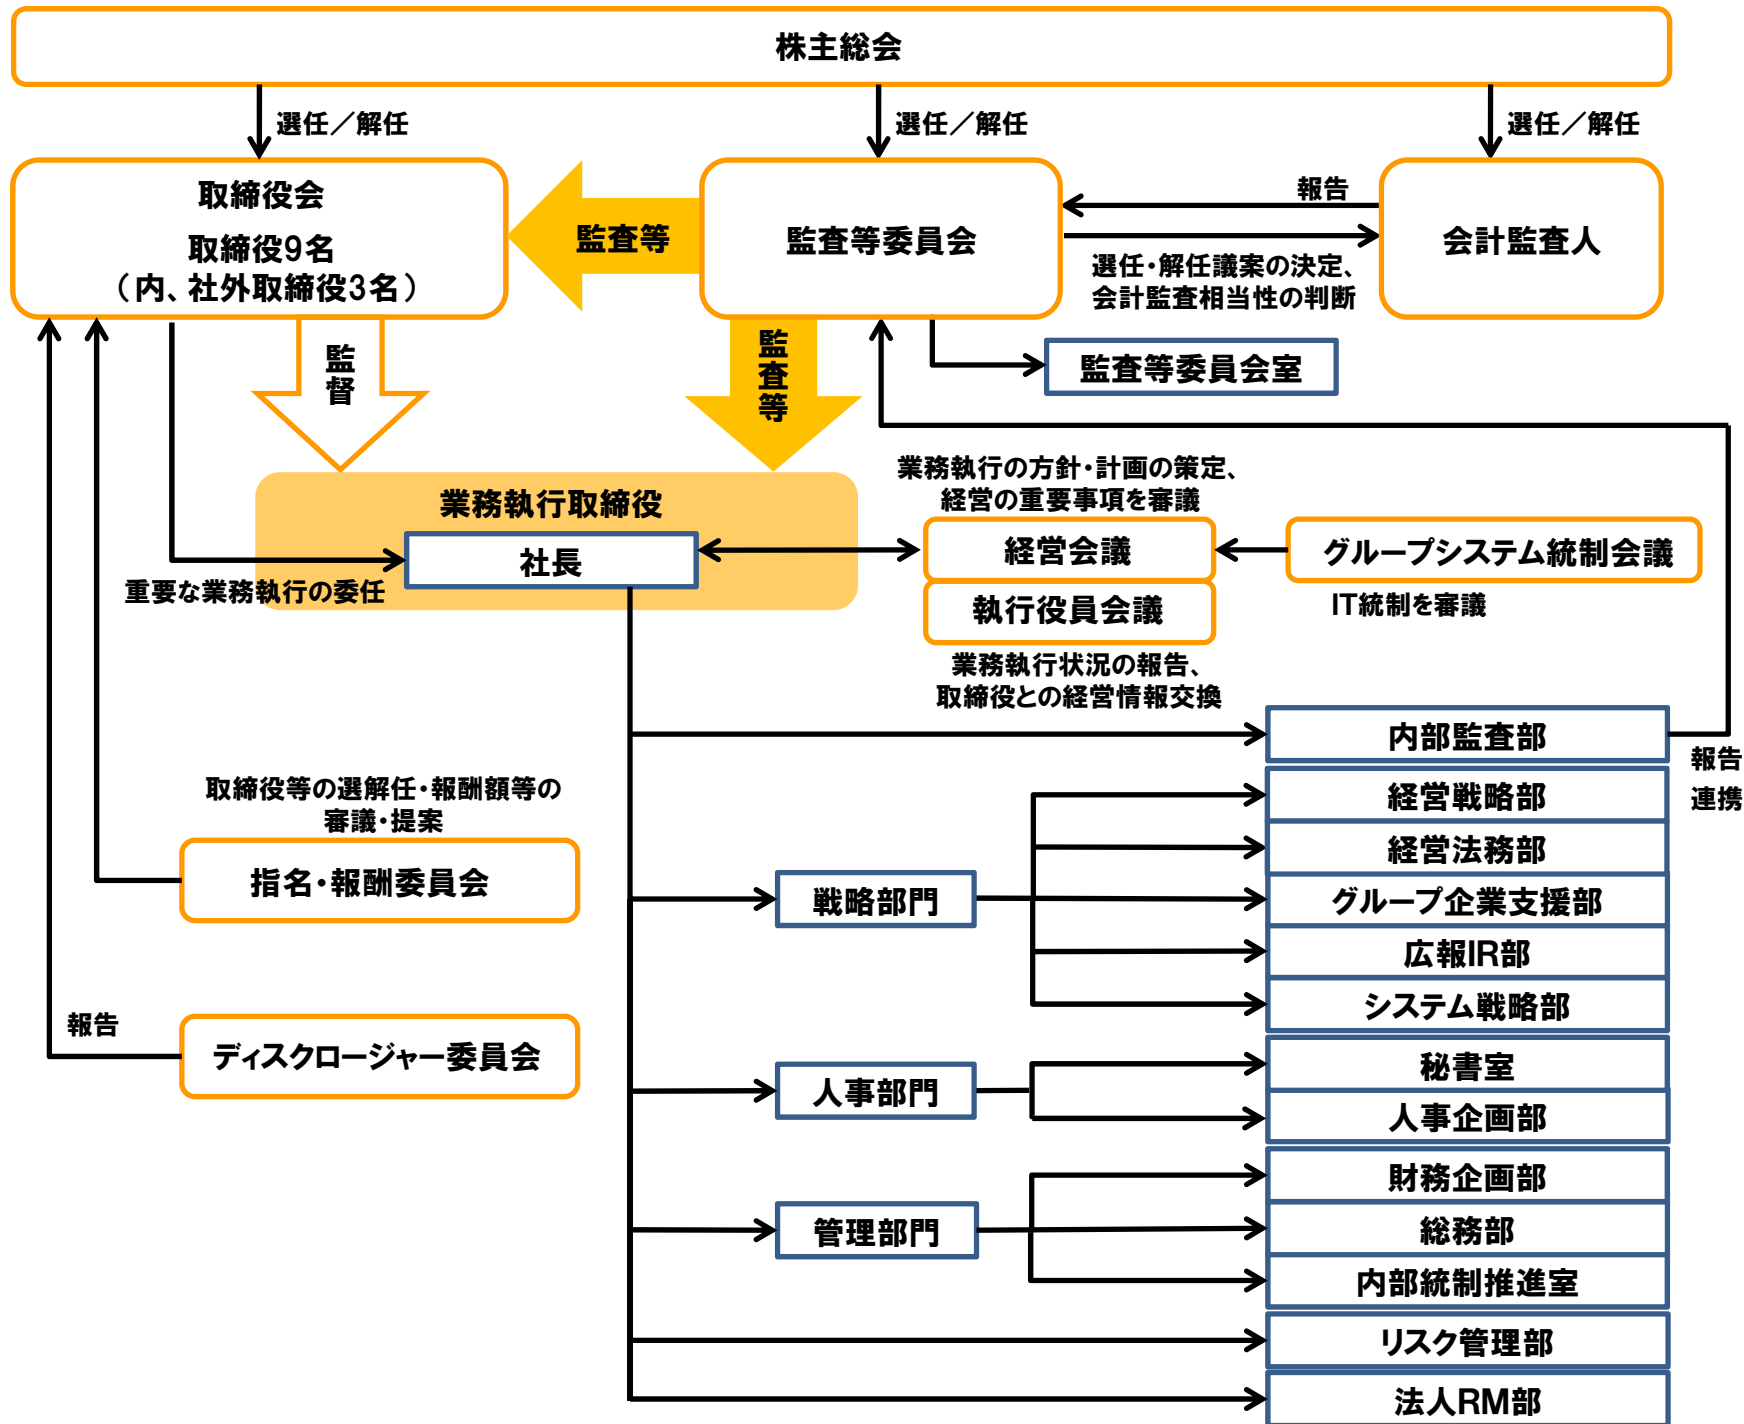 株主総会
選任／解任
選任／解任
選任／解任
取締役会
取締役9名
（内、社外取締役3名）
監査等
監査等委員会
報告
選任・解任議案の決定、
会計監査相当性の判断
会計監査人
監督
監査等
監査等委員会室
業務執行取締役
社長
重要な業務執行の委任
業務執行の方針・計画の策定、
経営の重要事項を審議
経営会議
執行役員会議
業務執行状況の報告、
取締役との経営情報交換
グループシステム統制会議
IT統制を審議
内部監査部
報告
連携
取締役等の選解任・報酬額等の
審議・提案
指名・報酬委員会
報告
ディスクロージャー委員会
戦略部門
経営戦略部
経営法務部
グループ企業支援部
広報IR部
システム戦略部
人事部門
秘書室
人事企画部
管理部門
財務企画部
総務部
内部統制推進室
リスク管理部
法人RM部